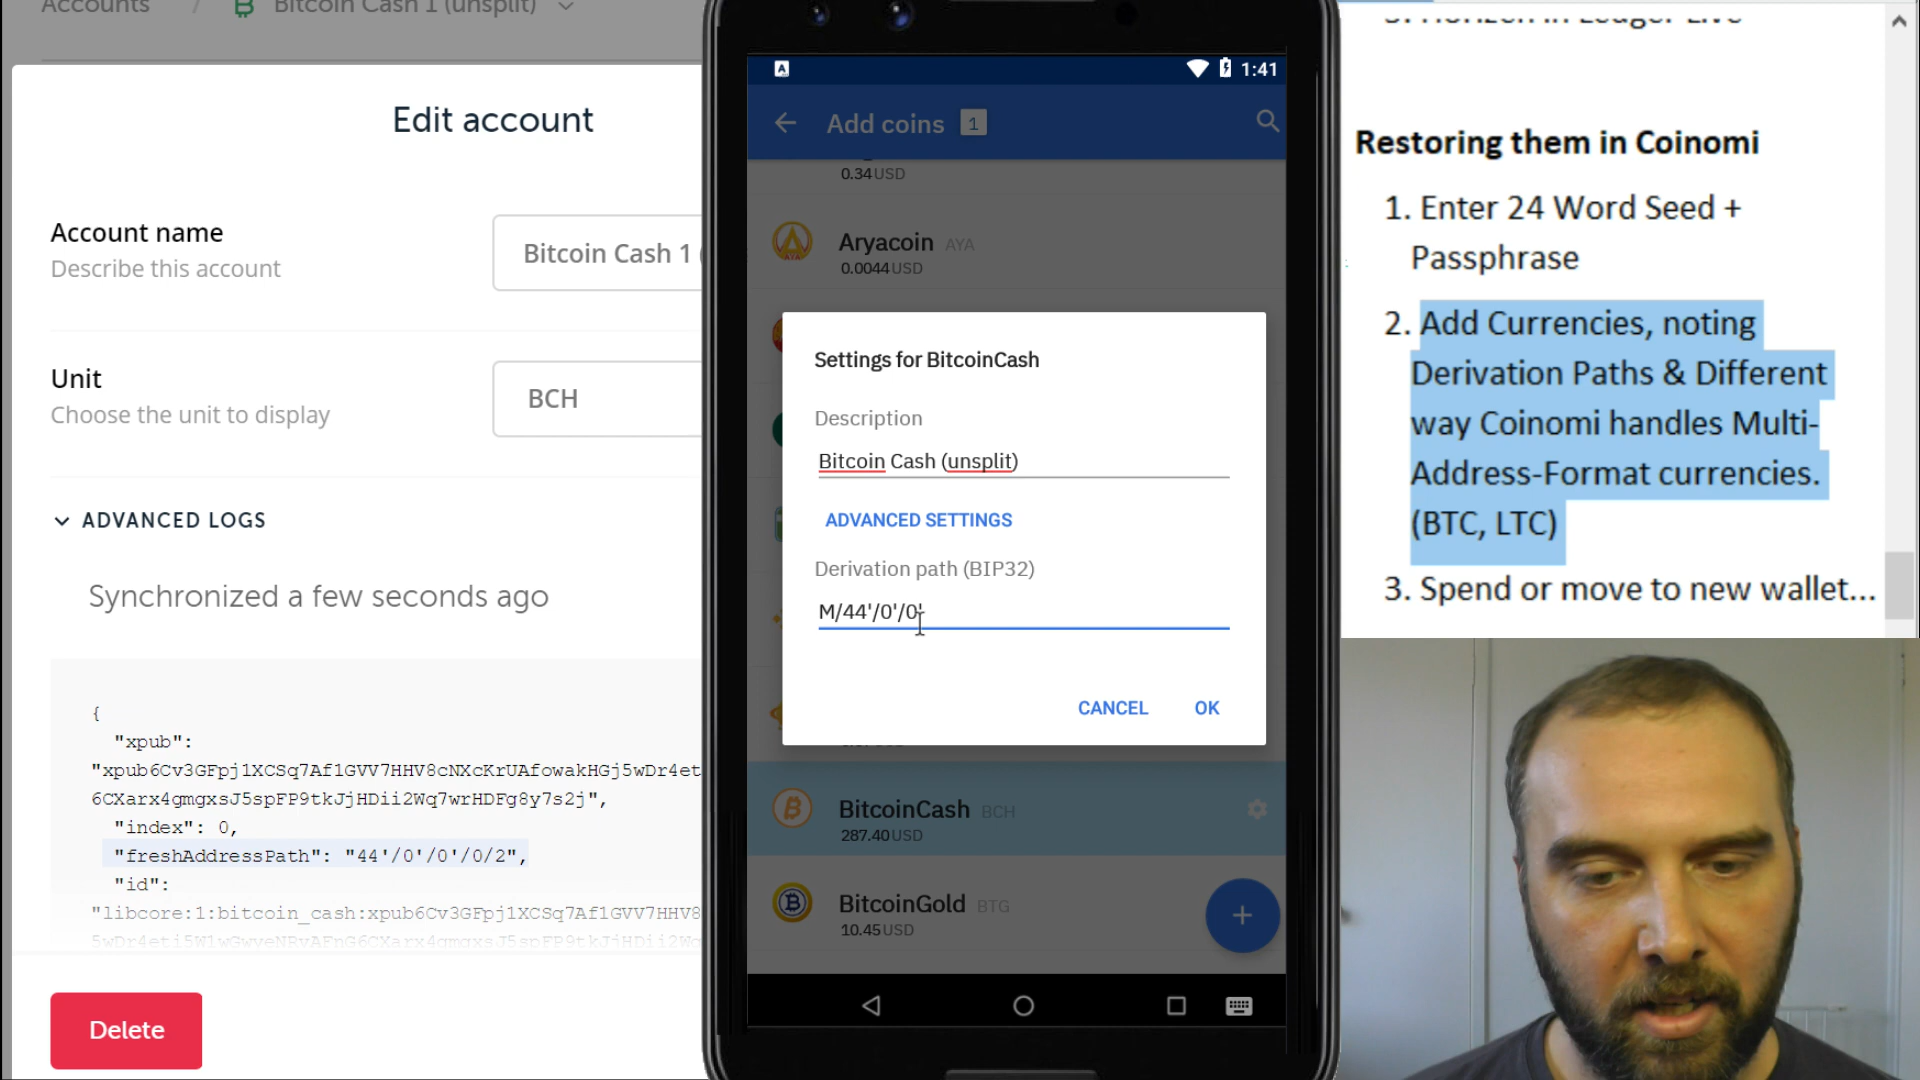 Accounts / Bitcoin Cash 1 (unsplit)
Edit account
Account name
Describe this account
Bitcoin Cash 1
Unit
Choose the unit to display
BCH
ADVANCED LOGS
Synchronized a few seconds ago
{
"xpub":
"xpub6Cv3GFpj1XCSq7Af1GVV7HHV8cNXcKrUAfowakHGj5wDr4et
6CXarx4gmgxsJ5spFP9tkJjHDii2Wq7wrHDFg8y7s2j",
"index": 0,
"freshAddressPath": "44'/0'/0'/0/2",
"id":
"libcore:1:bitcoin_cash:xpub6Cv3GFpj1XCSq7Af1GVV7HHV8
Delete
1:41
Add coins 1
0.34 USD
Aryacoin AYA
0.0044 USD
Settings for BitcoinCash
Description
Bitcoin Cash (unsplit)
ADVANCED SETTINGS
Derivation path (BIP32)
M/44'/0'/0'
CANCEL OK
BitcoinCash BCH
287.40 USD
BitcoinGold BTG
10.45 USD
Restoring them in Coinomi
1. Enter 24 Word Seed +
Passphrase
2. Add Currencies, noting
Derivation Paths & Different
way Coinomi handles Multi-
Address-Format currencies.
(BTC, LTC)
3. Spend or move to new wallet...